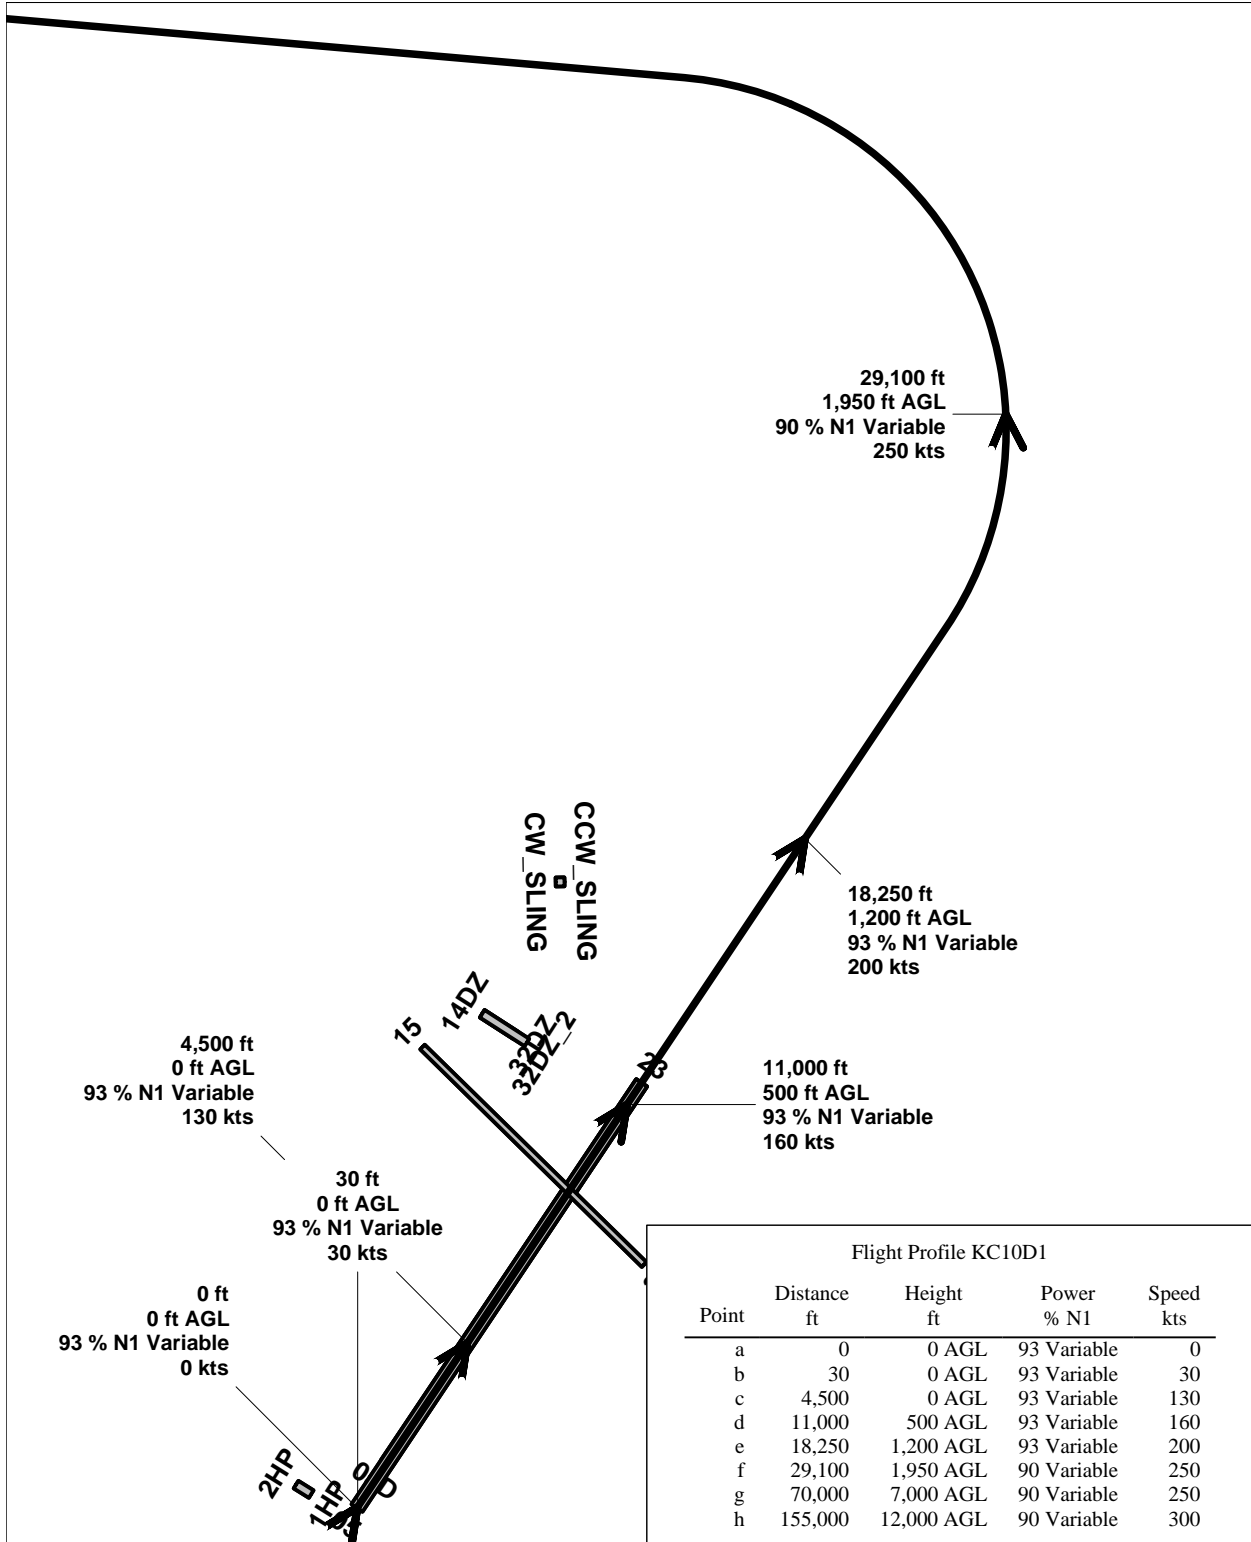 29,100 ft
1,950 ft AGL
90 % N1 Variable
250 kts
CCW_SLING
CW_SLING
18,250 ft
1,200 ft AGL
93 % N1 Variable
200 kts
14DZ
32DZ
32DZ_2
15
23
4,500 ft
0 ft AGL
93 % N1 Variable
130 kts
11,000 ft
500 ft AGL
93 % N1 Variable
160 kts
30 ft
0 ft AGL
93 % N1 Variable
30 kts
0 ft
0 ft AGL
93 % N1 Variable
0 kts
2HP
1HP
Flight Profile KC10D1
Point Distance ft Height ft Power % N1 Speed kts
a 0 0 AGL 93 Variable 0
b 30 0 AGL 93 Variable 30
c 4,500 0 AGL 93 Variable 130
d 11,000 500 AGL 93 Variable 160
e 18,250 1,200 AGL 93 Variable 200
f 29,100 1,950 AGL 90 Variable 250
g 70,000 7,000 AGL 90 Variable 250
h 155,000 12,000 AGL 90 Variable 300